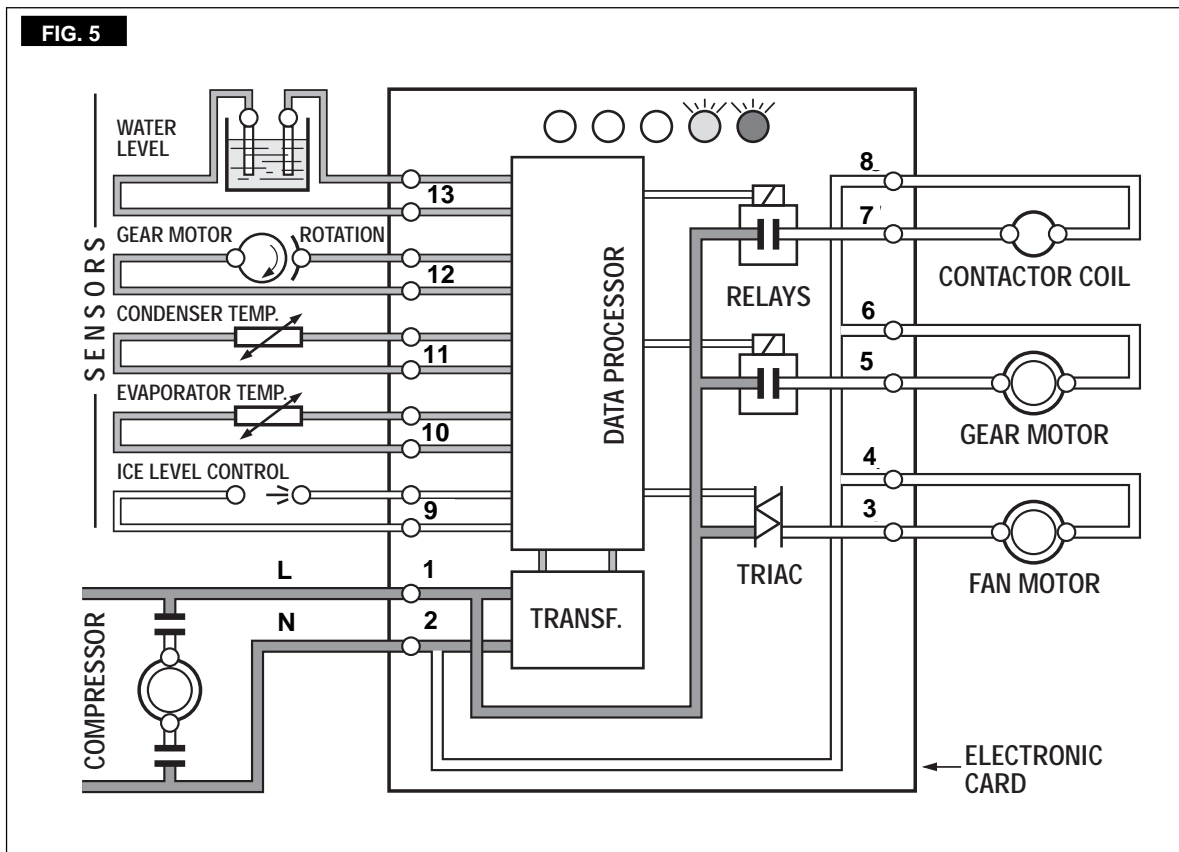 FIG. 5
WATER
LEVEL
13
GEAR MOTOR ROTATION
12
CONDENSER TEMP.
11
EVAPORATOR TEMP.
10
ICE LEVEL CONTROL
9
SENSORS
L
1
N
2
COMPRESSOR
DATA PROCESSOR
TRANSF.
RELAYS
TRIAC
8
7
CONTACTOR COIL
6
5
GEAR MOTOR
4
3
FAN MOTOR
ELECTRONIC
CARD